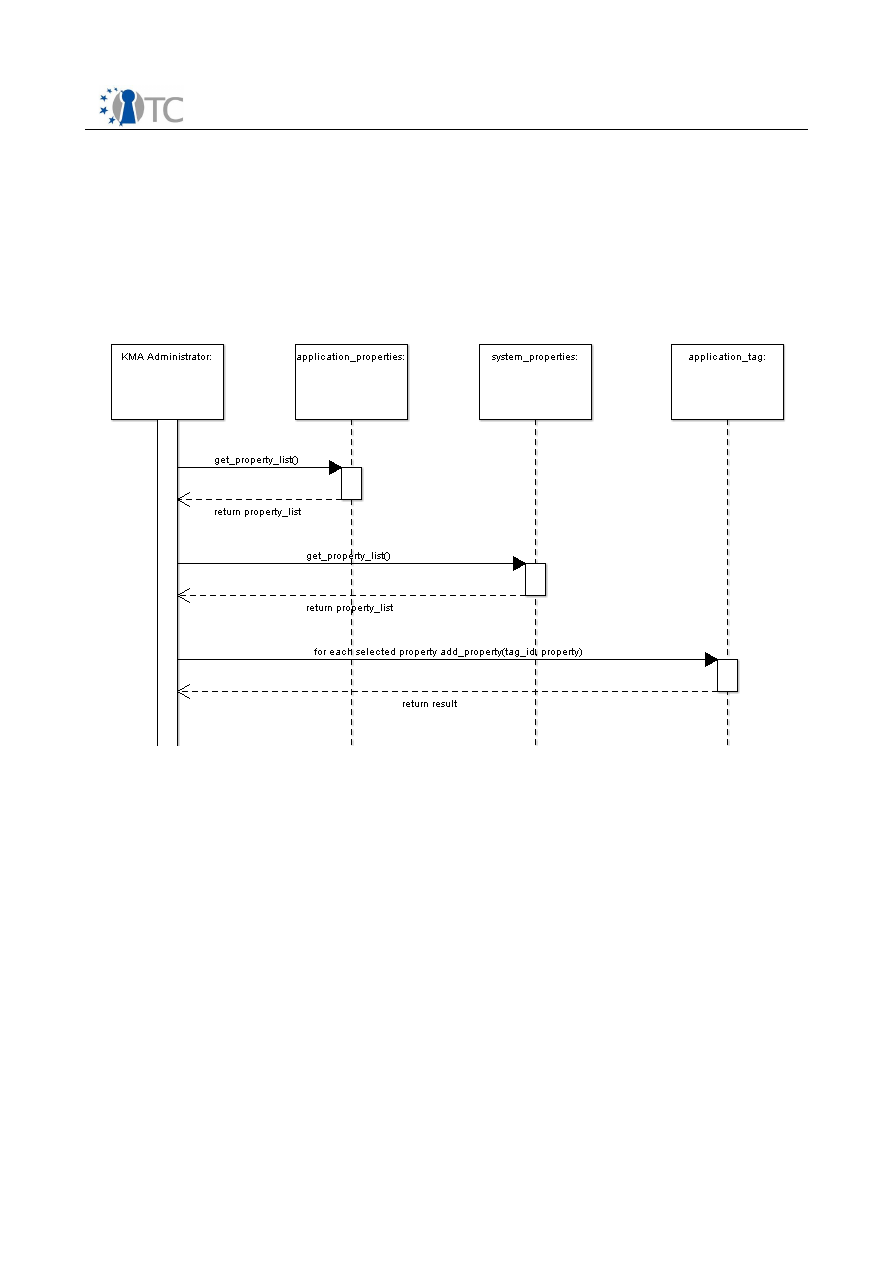 TC
KMA Administrator:
application_properties:
system_properties:
application_tag:
get_property_list()
return property_list
get_property_list()
return property_list
for each selected property add_property(tag_id, property)
return result